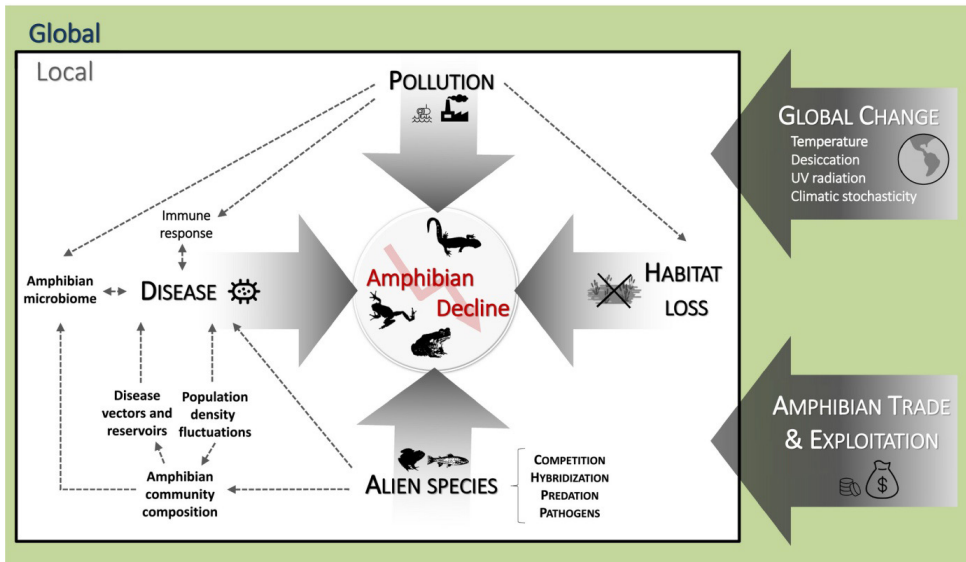 Global
Local
POLLUTION
GLOBAL CHANGE
Temperature
Desiccation
UV radiation
Climatic stochasticity
Immune
response
Amphibian
microbiome
DISEASE
Amphibian
Decline
HABITAT
LOSS
Disease
vectors and
reservoirs
Population
density
fluctuations
Amphibian
community
composition
ALIEN SPECIES
COMPETITION
HYBRIDIZATION
PREDATION
PATHOGENS
AMPHIBIAN TRADE
& EXPLOITATION
$